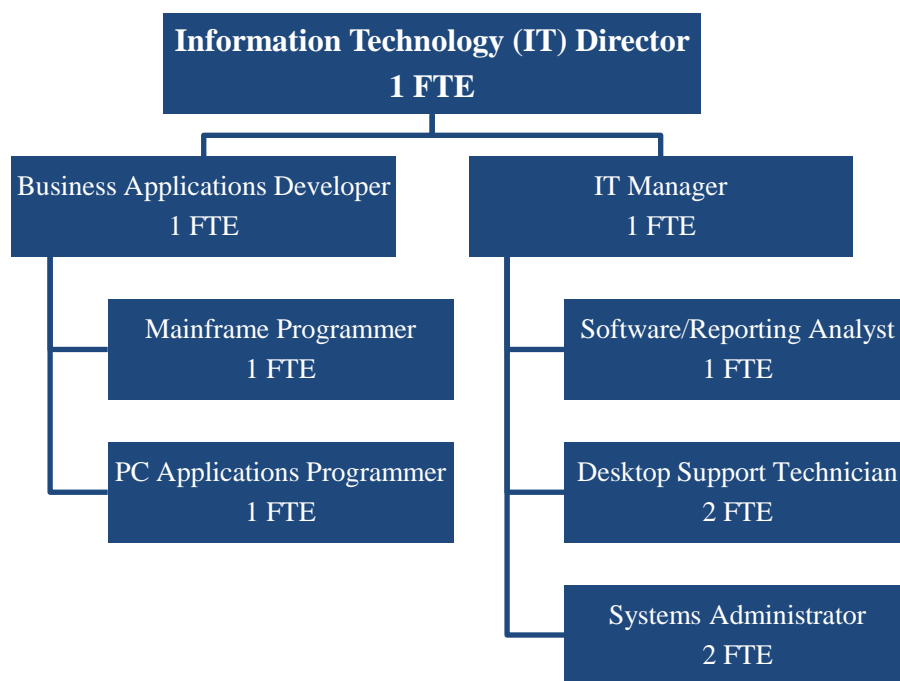 Information Technology (IT) Director
1 FTE
Business Applications Developer
1 FTE
Mainframe Programmer
1 FTE
PC Applications Programmer
1 FTE
IT Manager
1 FTE
Software/Reporting Analyst
1 FTE
Desktop Support Technician
2 FTE
Systems Administrator
2 FTE